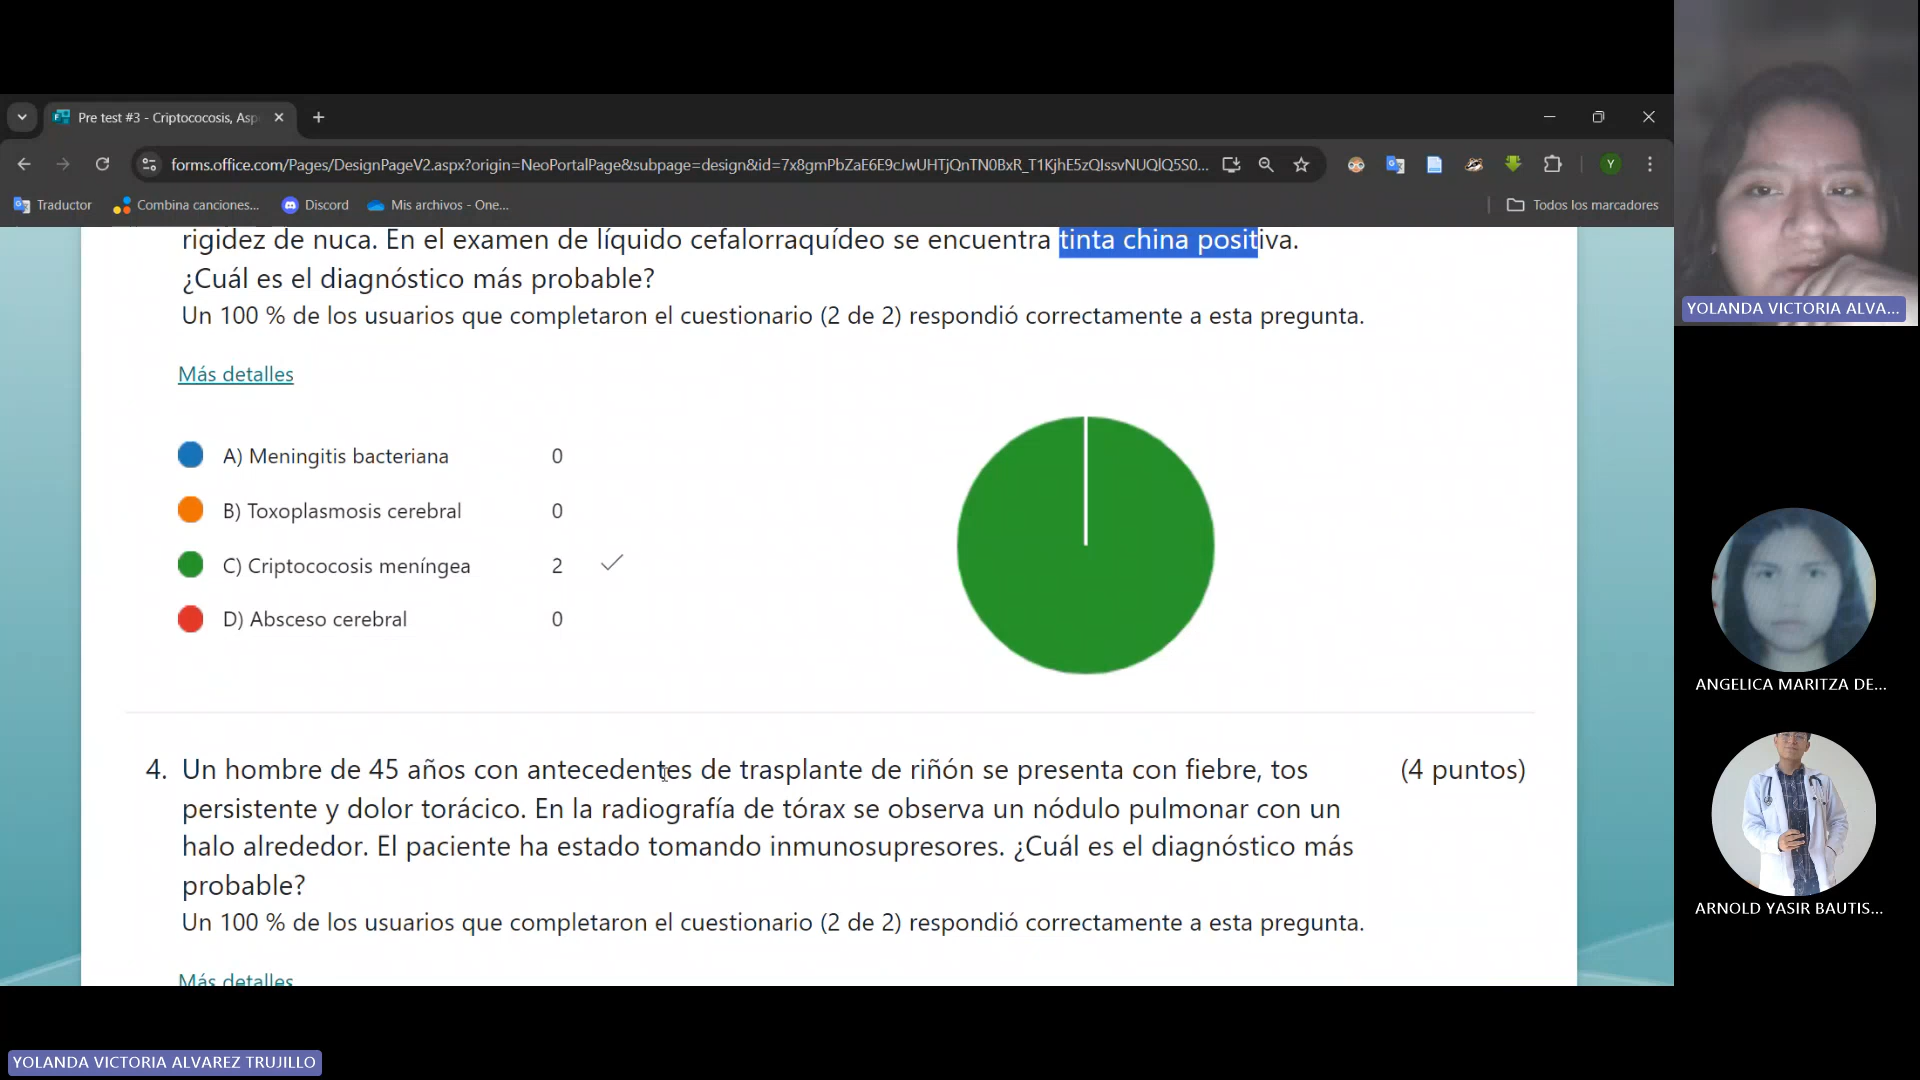 Pre test #3 - Criptococosis, Asp
forms.office.com/Pages/DesignPageV2.aspx?origin=NeoPortalPage&subpage=design&id=7x8gmPbZaE6E9cJwUHTjQnTN0BxR_T1KjhE5zQIssvNUQlQ5S0...
Y
Traductor
Combina canciones...
Discord
Mis archivos - One...
Todos los marcadores
rigidez de nuca. En el examen de líquido cefalorraquídeo se encuentra tinta china positiva.
¿Cuál es el diagnóstico más probable?
Un 100 % de los usuarios que completaron el cuestionario (2 de 2) respondió correctamente a esta pregunta.
Más detalles
A) Meningitis bacteriana 0
B) Toxoplasmosis cerebral 0
C) Criptococosis meníngea 2
D) Absceso cerebral 0
4. Un hombre de 45 años con antecedentes de trasplante de riñón se presenta con fiebre, tos (4 puntos)
persistente y dolor torácico. En la radiografía de tórax se observa un nódulo pulmonar con un
halo alrededor. El paciente ha estado tomando inmunosupresores. ¿Cuál es el diagnóstico más
probable?
Un 100 % de los usuarios que completaron el cuestionario (2 de 2) respondió correctamente a esta pregunta.
Más detalles
YOLANDA VICTORIA ALVA...
ANGELICA MARITZA DE...
ARNOLD YASIR BAUTIS...
YOLANDA VICTORIA ALVAREZ TRUJILLO